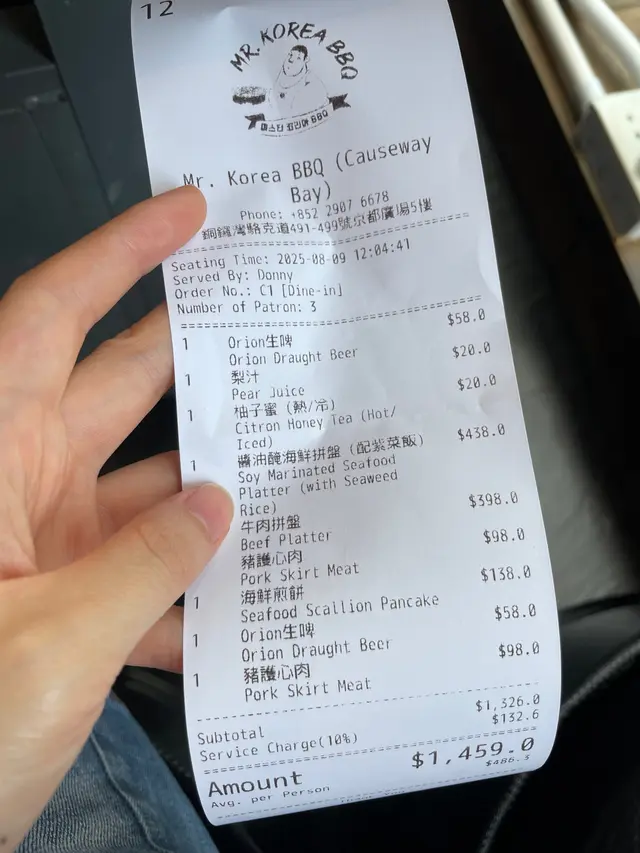 12
MR. KOREA BBQ
미스터 코리아 BBQ
Mr. Korea BBQ (Causeway
Bay)
Phone: +852 2907 6678
銅鑼灣駱克道491-499號京都廣場5樓
Seating Time: 2025-08-09 12:04:41
Served By: Donny
Order No.: C1 [Dine-in]
Number of Patron: 3
1 Orion生啤 $58.0
Orion Draught Beer
1 梨汁 $20.0
Pear Juice
1 柚子蜜 (熱/冷) $20.0
Citron Honey Tea (Hot/
Iced)
1 醬油醃海鮮拼盤 (配紫菜飯) $438.0
Soy Marinated Seafood
Platter (with Seaweed
Rice)
牛肉拼盤 $398.0
Beef Platter
豬護心肉 $98.0
Pork Skirt Meat
1 海鮮煎餅 $138.0
Seafood Scallion Pancake
1 Orion生啤 $58.0
Orion Draught Beer
1 豬護心肉 $98.0
Pork Skirt Meat
Subtotal $1,326.0
Service Charge(10%) $132.6
Amount $1,459.0
Avg. per Person $486.3